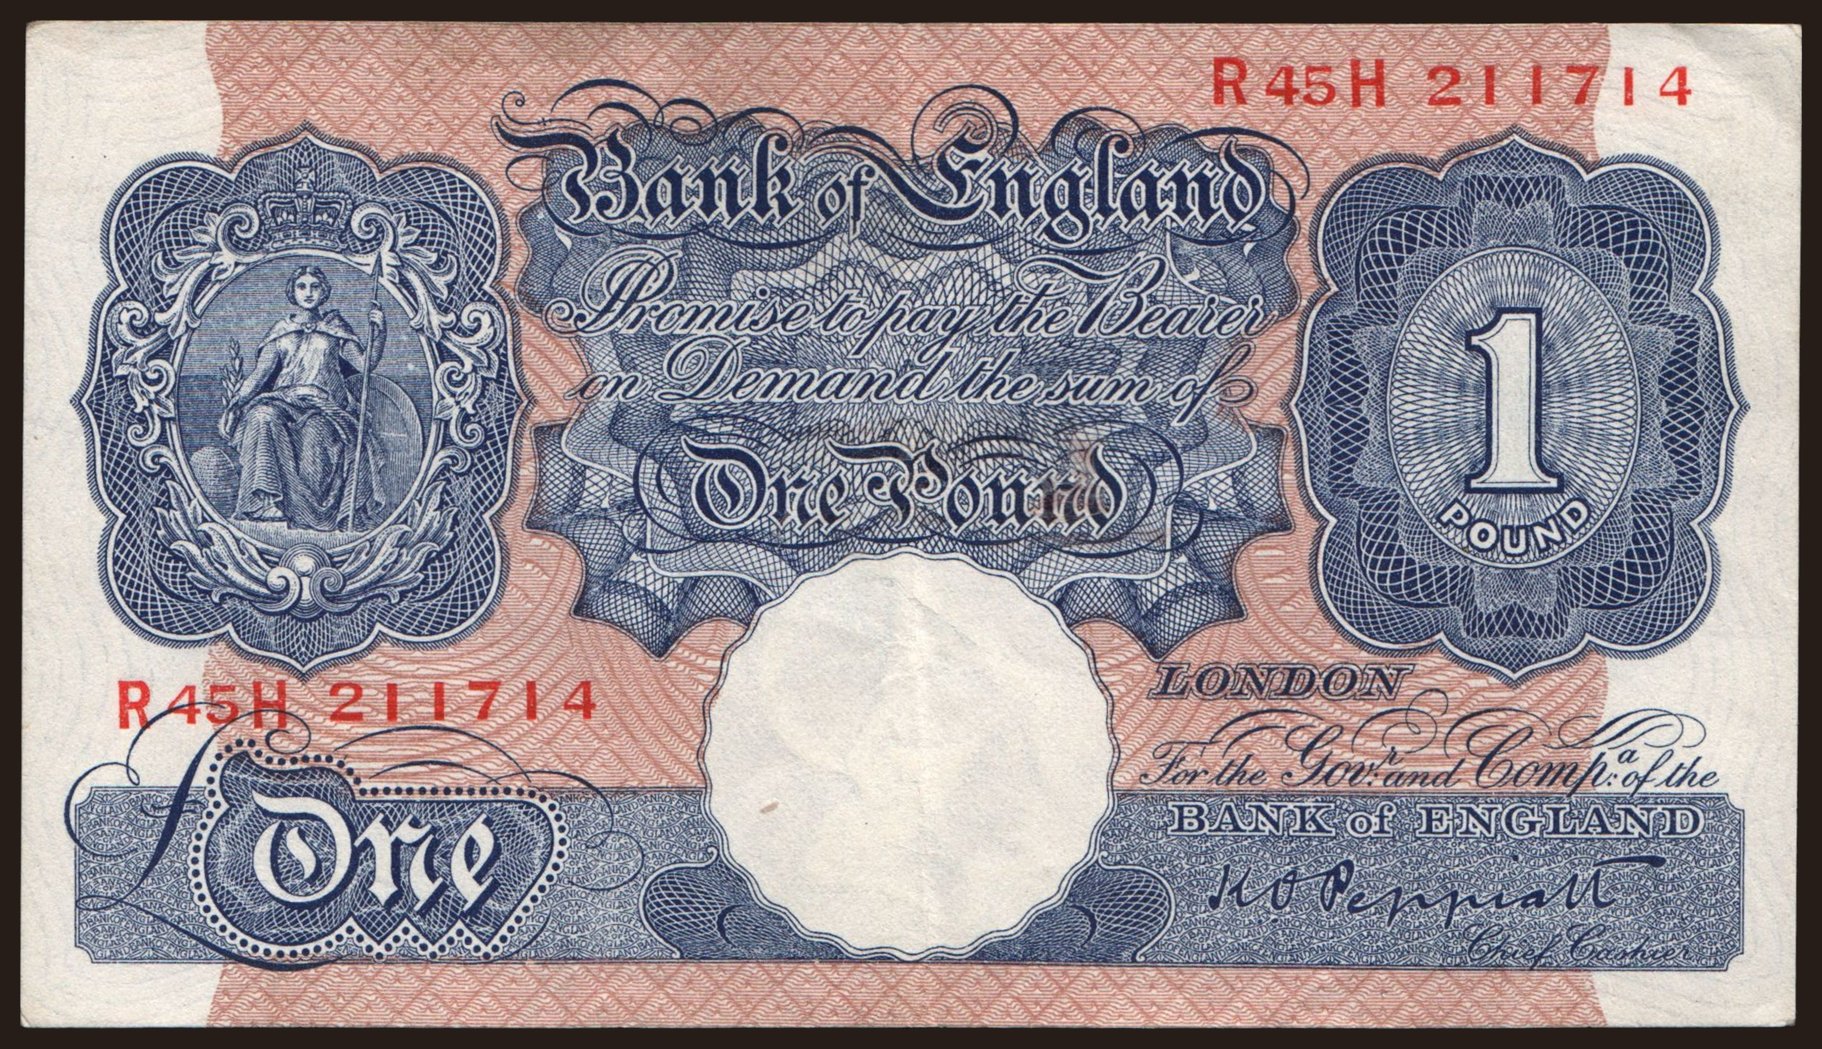 R45H 211714
Bank of England
Promise to pay the Bearer
on Demand the sum of
One Pound
1
POUND
R45H 211714
LONDON
For the Govr. and Compa. of the
BANK of ENGLAND
£One
K O Peppiatt
Chief Cashier